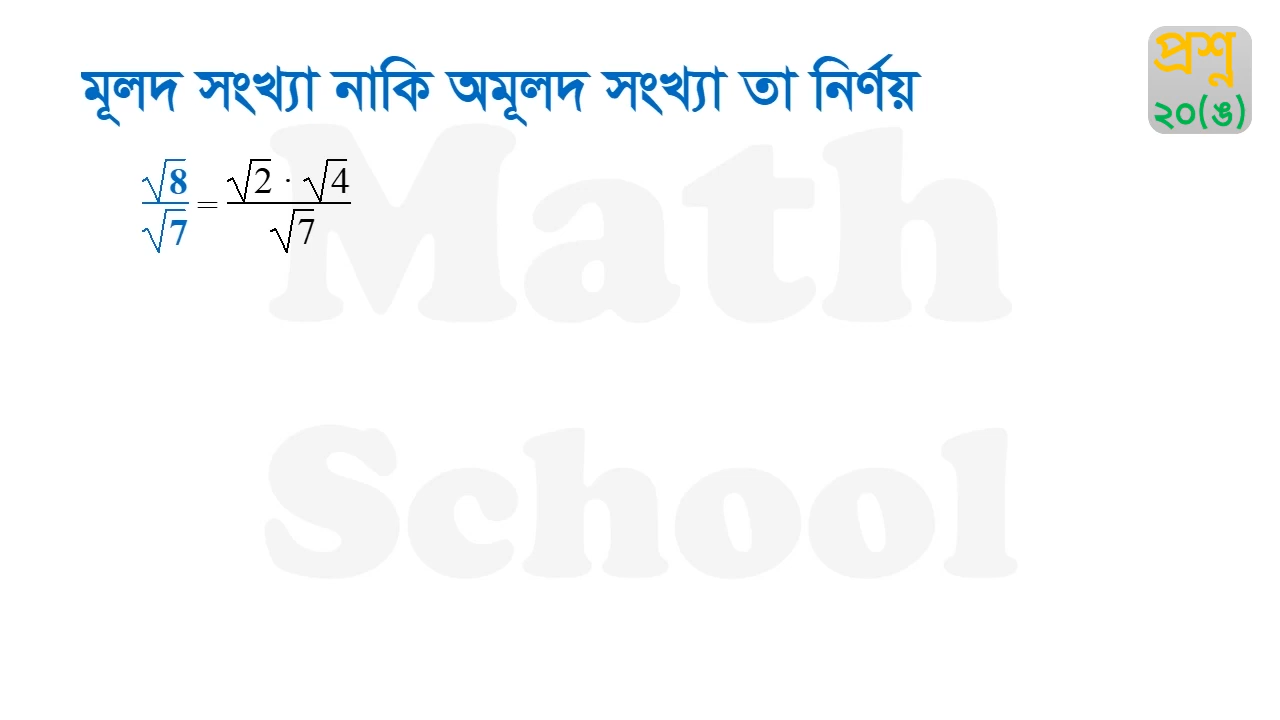 মূলদ সংখ্যা নাকি অমূলদ সংখ্যা তা নির্ণয়
প্রশ্ন
২০(ঙ)
√8/√7 = √2 · √4/√7
Math
School